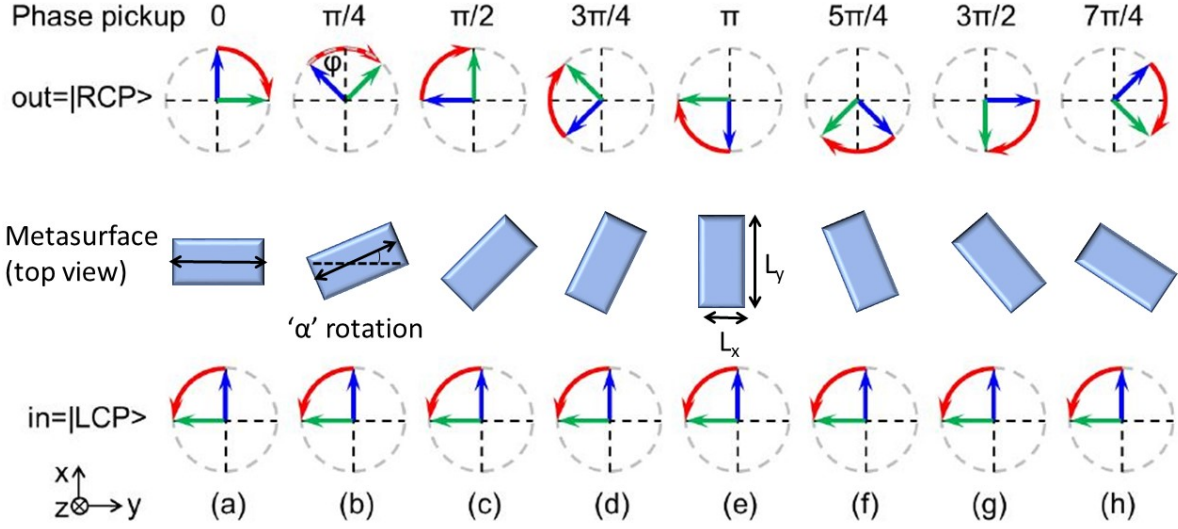 Phase pickup 0 π/4 π/2 3π/4 π 5π/4 3π/2 7π/4
out=|RCP>
φ
Metasurface
(top view)
'α' rotation
Ly
Lx
in=|LCP>
x
z y
(a) (b) (c) (d) (e) (f) (g) (h)